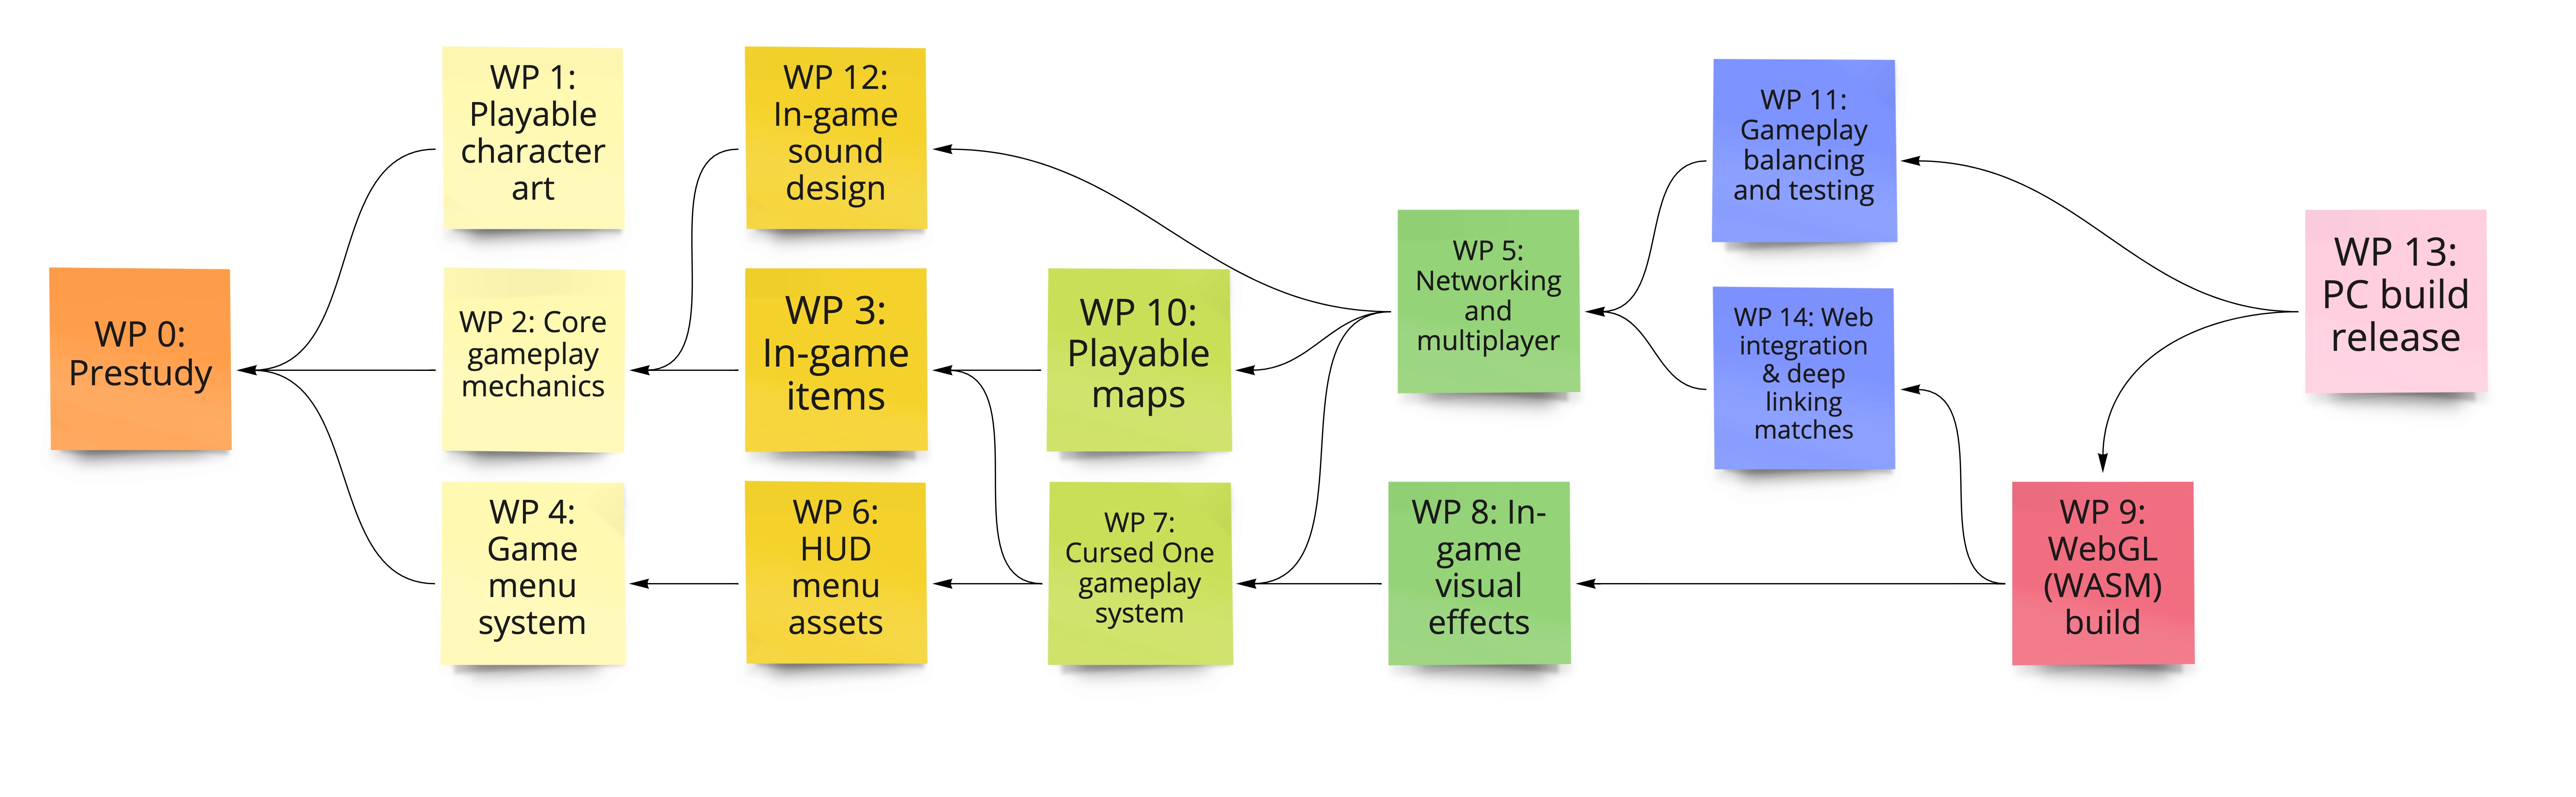 WP 0:
Prestudy
WP 1:
Playable
character
art
WP 2: Core
gameplay
mechanics
WP 4:
Game
menu
system
WP 12:
In-game
sound
design
WP 3:
In-game
items
WP 6:
HUD
menu
assets
WP 10:
Playable
maps
WP 7:
Cursed One
gameplay
system
WP 5:
Networking
and
multiplayer
WP 8: In-
game
visual
effects
WP 11:
Gameplay
balancing
and testing
WP 14: Web
integration
& deep
linking
matches
WP 9:
WebGL
(WASM)
build
WP 13:
PC build
release